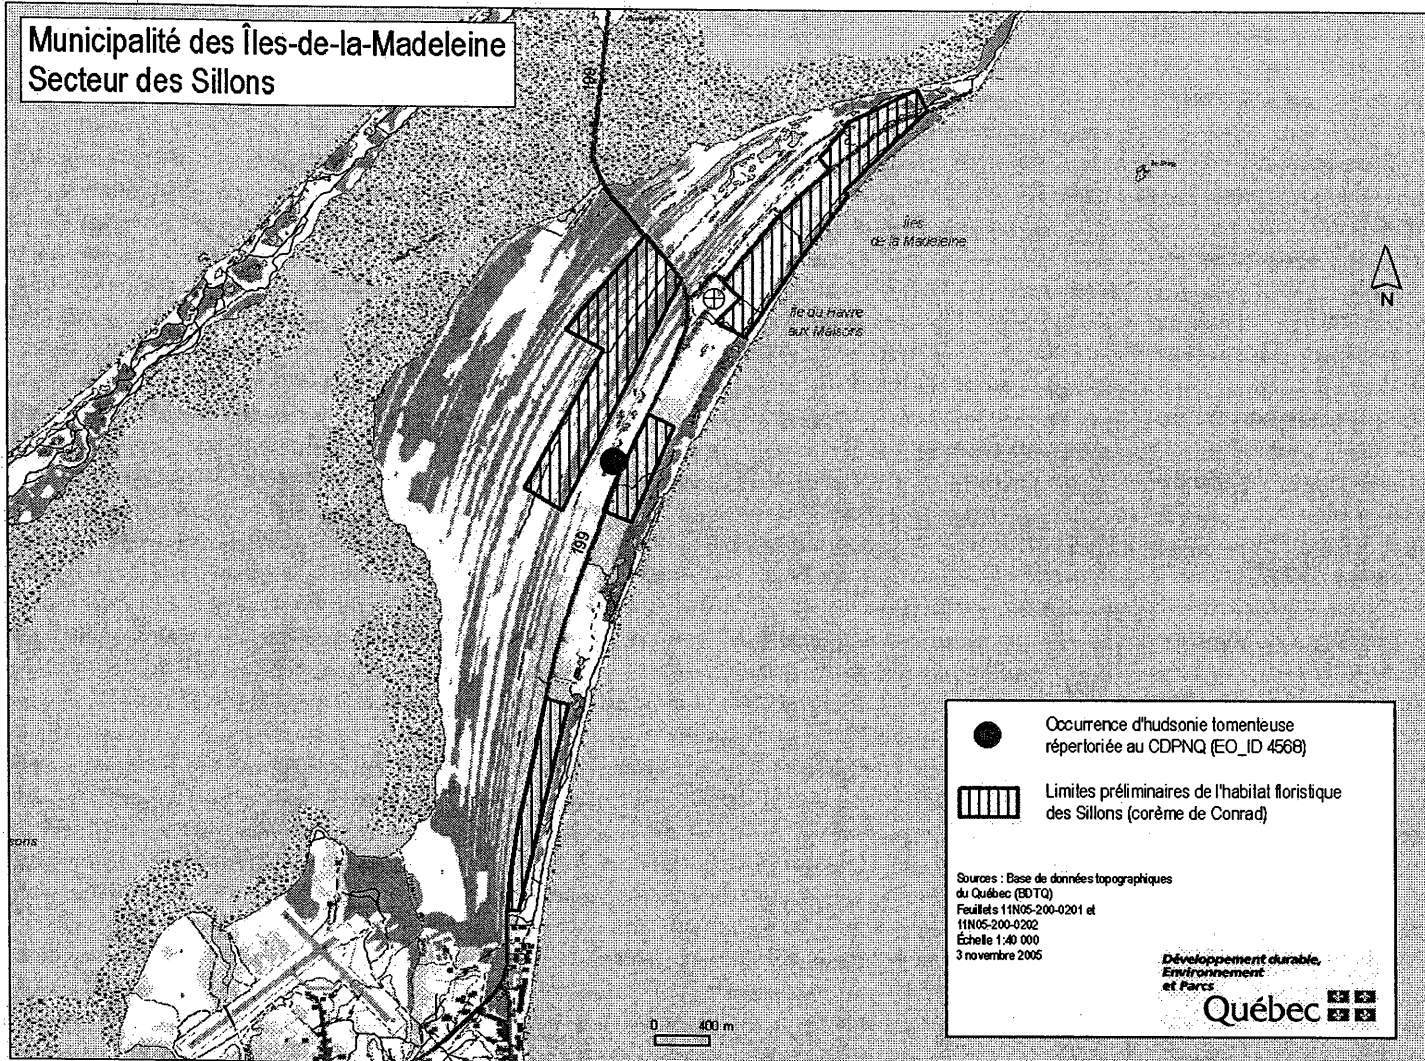 Municipalité des Îles-de-la-Madeleine
Secteur des Sillons
199
Îles
de la Madeleine
N
Île du Havre
aux Maisons
199
Occurrence d'hudsonie tomenteuse
répertoriée au CDPNQ (EO_ID 4568)
Limites préliminaires de l'habitat floristique
des Sillons (corème de Conrad)
Sources : Base de données topographiques
du Québec (BDTQ)
Feuillets 11N05-200-0201 et
11N05-200-0202
Échelle 1:40 000
3 novembre 2005
Développement durable,
Environnement
et Parcs
Québec
0 400 m